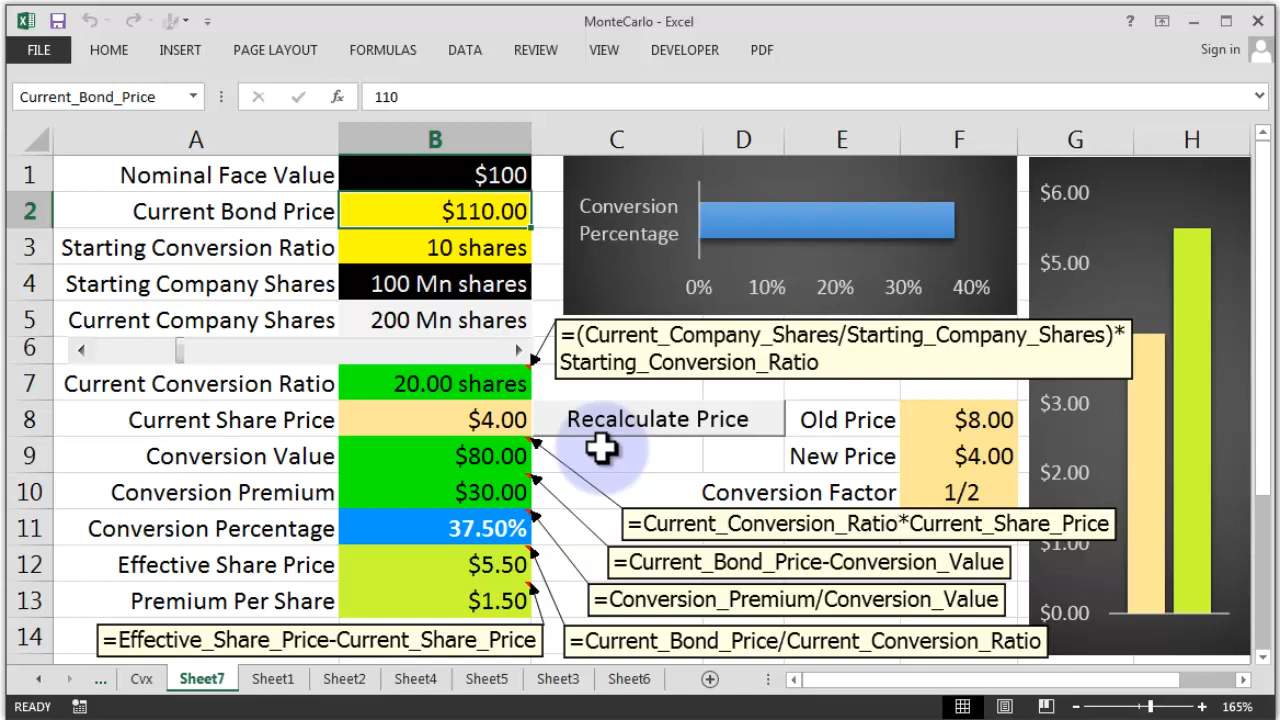 MonteCarlo - Excel
?
FILE HOME INSERT PAGE LAYOUT FORMULAS DATA REVIEW VIEW DEVELOPER PDF Sign in
Current_Bond_Price fx 110
A B C D E F G H
1 Nominal Face Value $100
2 Current Bond Price $110.00
3 Starting Conversion Ratio 10 shares
4 Starting Company Shares 100 Mn shares
5 Current Company Shares 200 Mn shares
6
7 Current Conversion Ratio 20.00 shares
8 Current Share Price $4.00 Recalculate Price Old Price $8.00
9 Conversion Value $80.00 New Price $4.00
10 Conversion Premium $30.00 Conversion Factor 1/2
11 Conversion Percentage 37.50%
12 Effective Share Price $5.50
13 Premium Per Share $1.50
14
Conversion
Percentage
0% 10% 20% 30% 40%
=(Current_Company_Shares/Starting_Company_Shares)*
Starting_Conversion_Ratio
=Current_Conversion_Ratio*Current_Share_Price
=Current_Bond_Price-Conversion_Value
=Conversion_Premium/Conversion_Value
=Effective_Share_Price-Current_Share_Price
=Current_Bond_Price/Current_Conversion_Ratio
$6.00
$5.00
$3.00
$2.00
$1.00
$0.00
... Cvx Sheet7 Sheet1 Sheet2 Sheet4 Sheet5 Sheet3 Sheet6
READY 165%